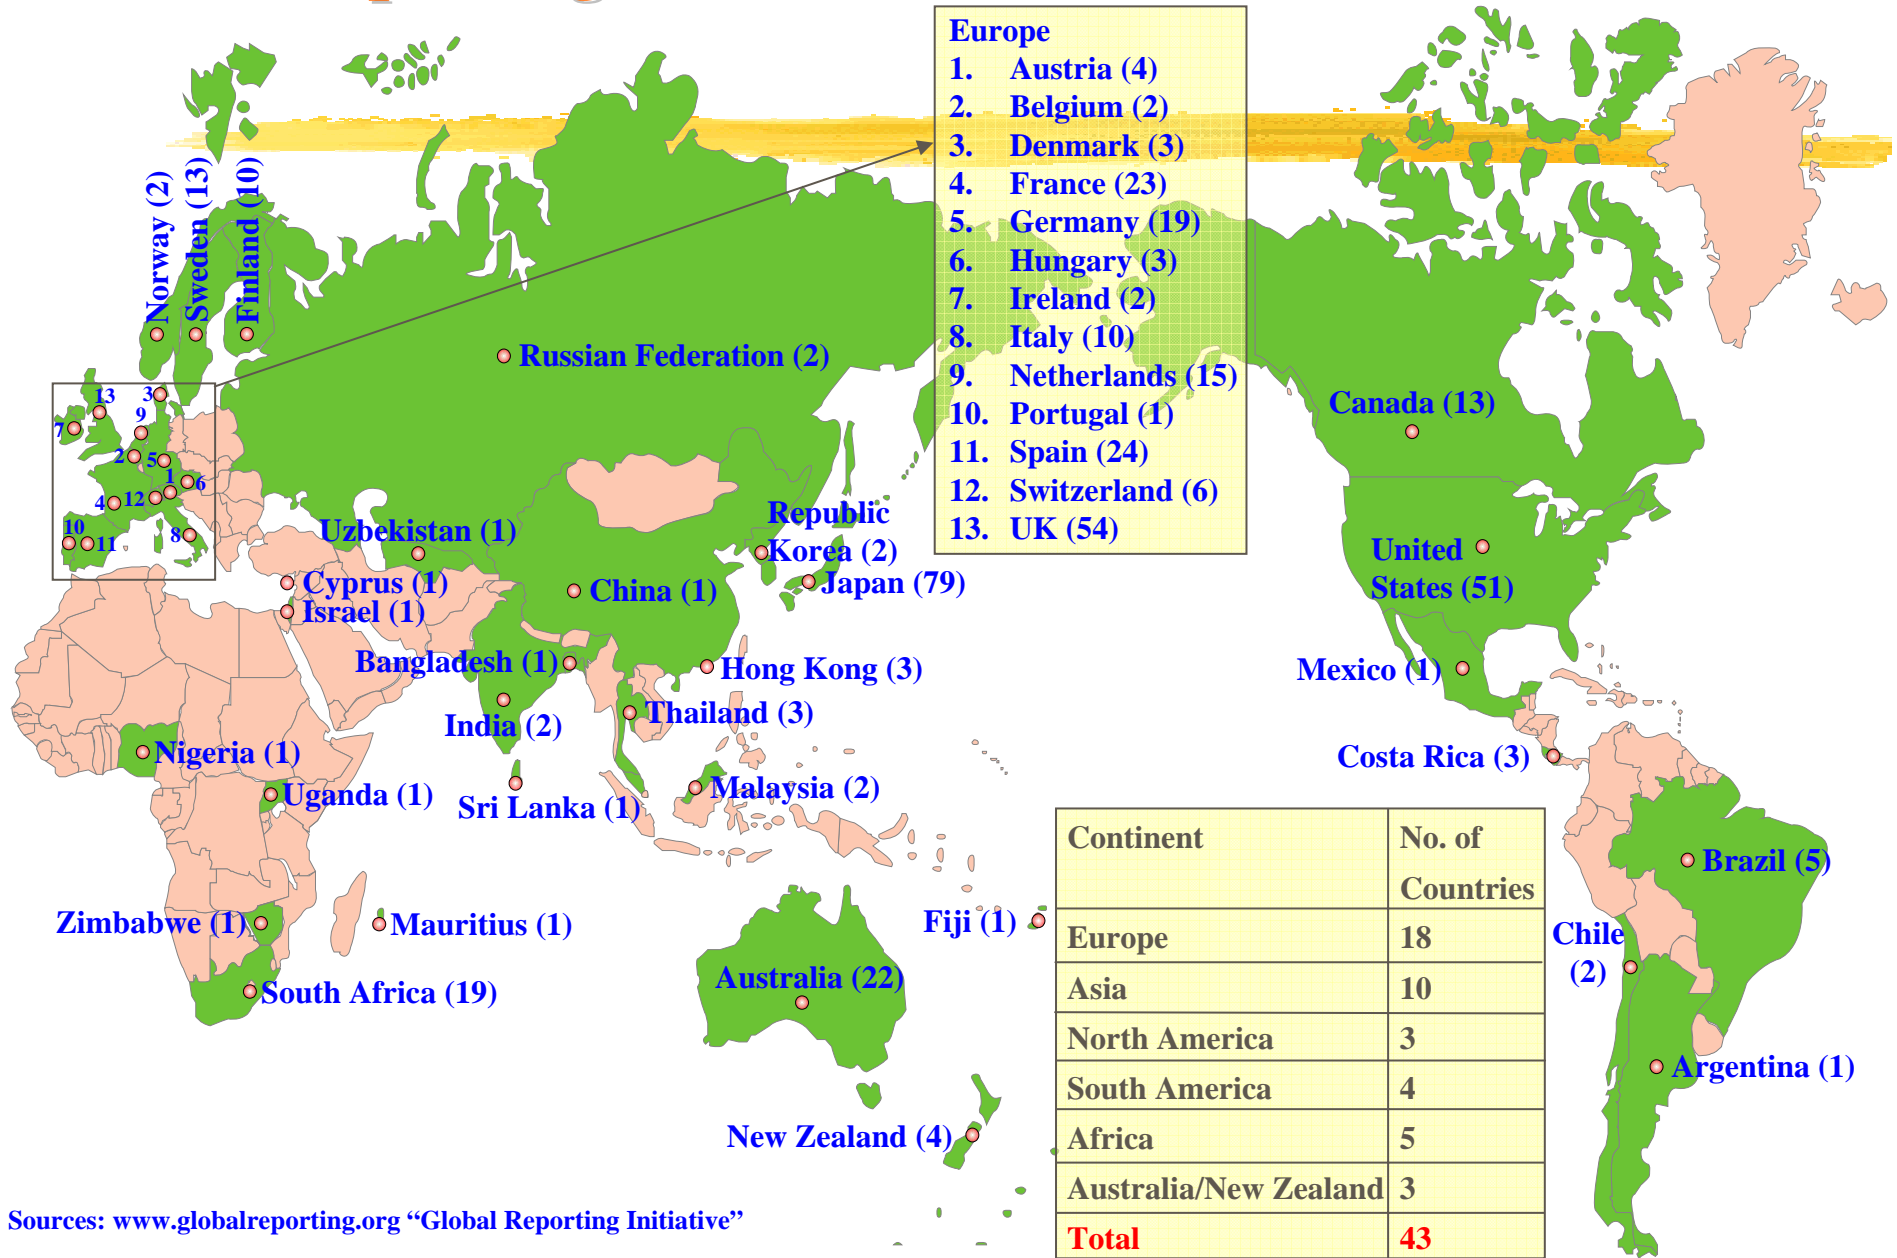 Europe
1. Austria (4)
2. Belgium (2)
3. Denmark (3)
4. France (23)
5. Germany (19)
6. Hungary (3)
7. Ireland (2)
8. Italy (10)
9. Netherlands (15)
10. Portugal (1)
11. Spain (24)
12. Switzerland (6)
13. UK (54)
Norway (2)
Sweden (13)
Finland (10)
Russian Federation (2)
13
3
9
7
2
5
1
6
4
12
10
11
8
Canada (13)
United
States (51)
Mexico (1)
Costa Rica (3)
Uzbekistan (1)
Republic
Korea (2)
Cyprus (1)
China (1)
Japan (79)
Israel (1)
Bangladesh (1)
Hong Kong (3)
India (2)
Thailand (3)
Nigeria (1)
Uganda (1)
Sri Lanka (1)
Malaysia (2)
Zimbabwe (1)
Mauritius (1)
South Africa (19)
Fiji (1)
Australia (22)
New Zealand (4)
Brazil (5)
Chile
(2)
Argentina (1)
Continent No. of
Countries
Europe 18
Asia 10
North America 3
South America 4
Africa 5
Australia/New Zealand 3
Total 43
Sources: www.globalreporting.org “Global Reporting Initiative”